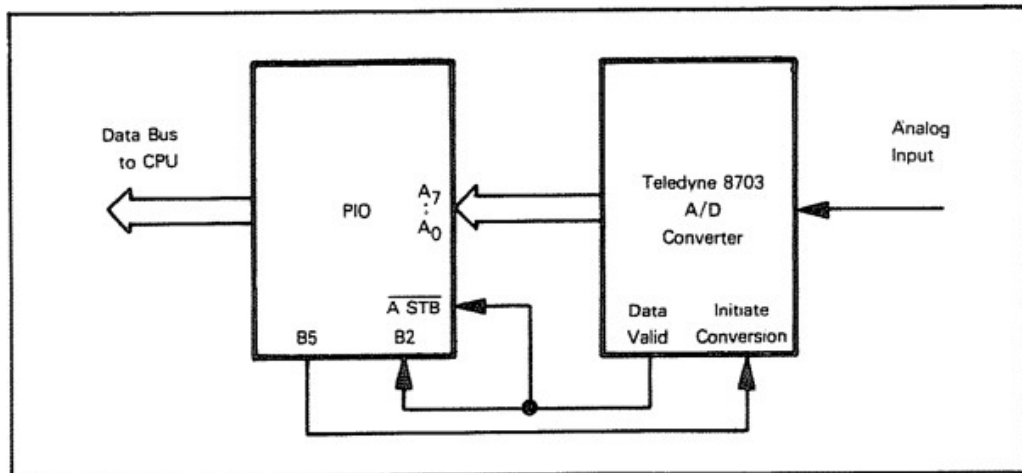 Data Bus
to CPU
PIO
A7
:
A0
A STB
B5 B2
Teledyne 8703
A/D
Converter
Data
Valid
Initiate
Conversion
Analog
Input